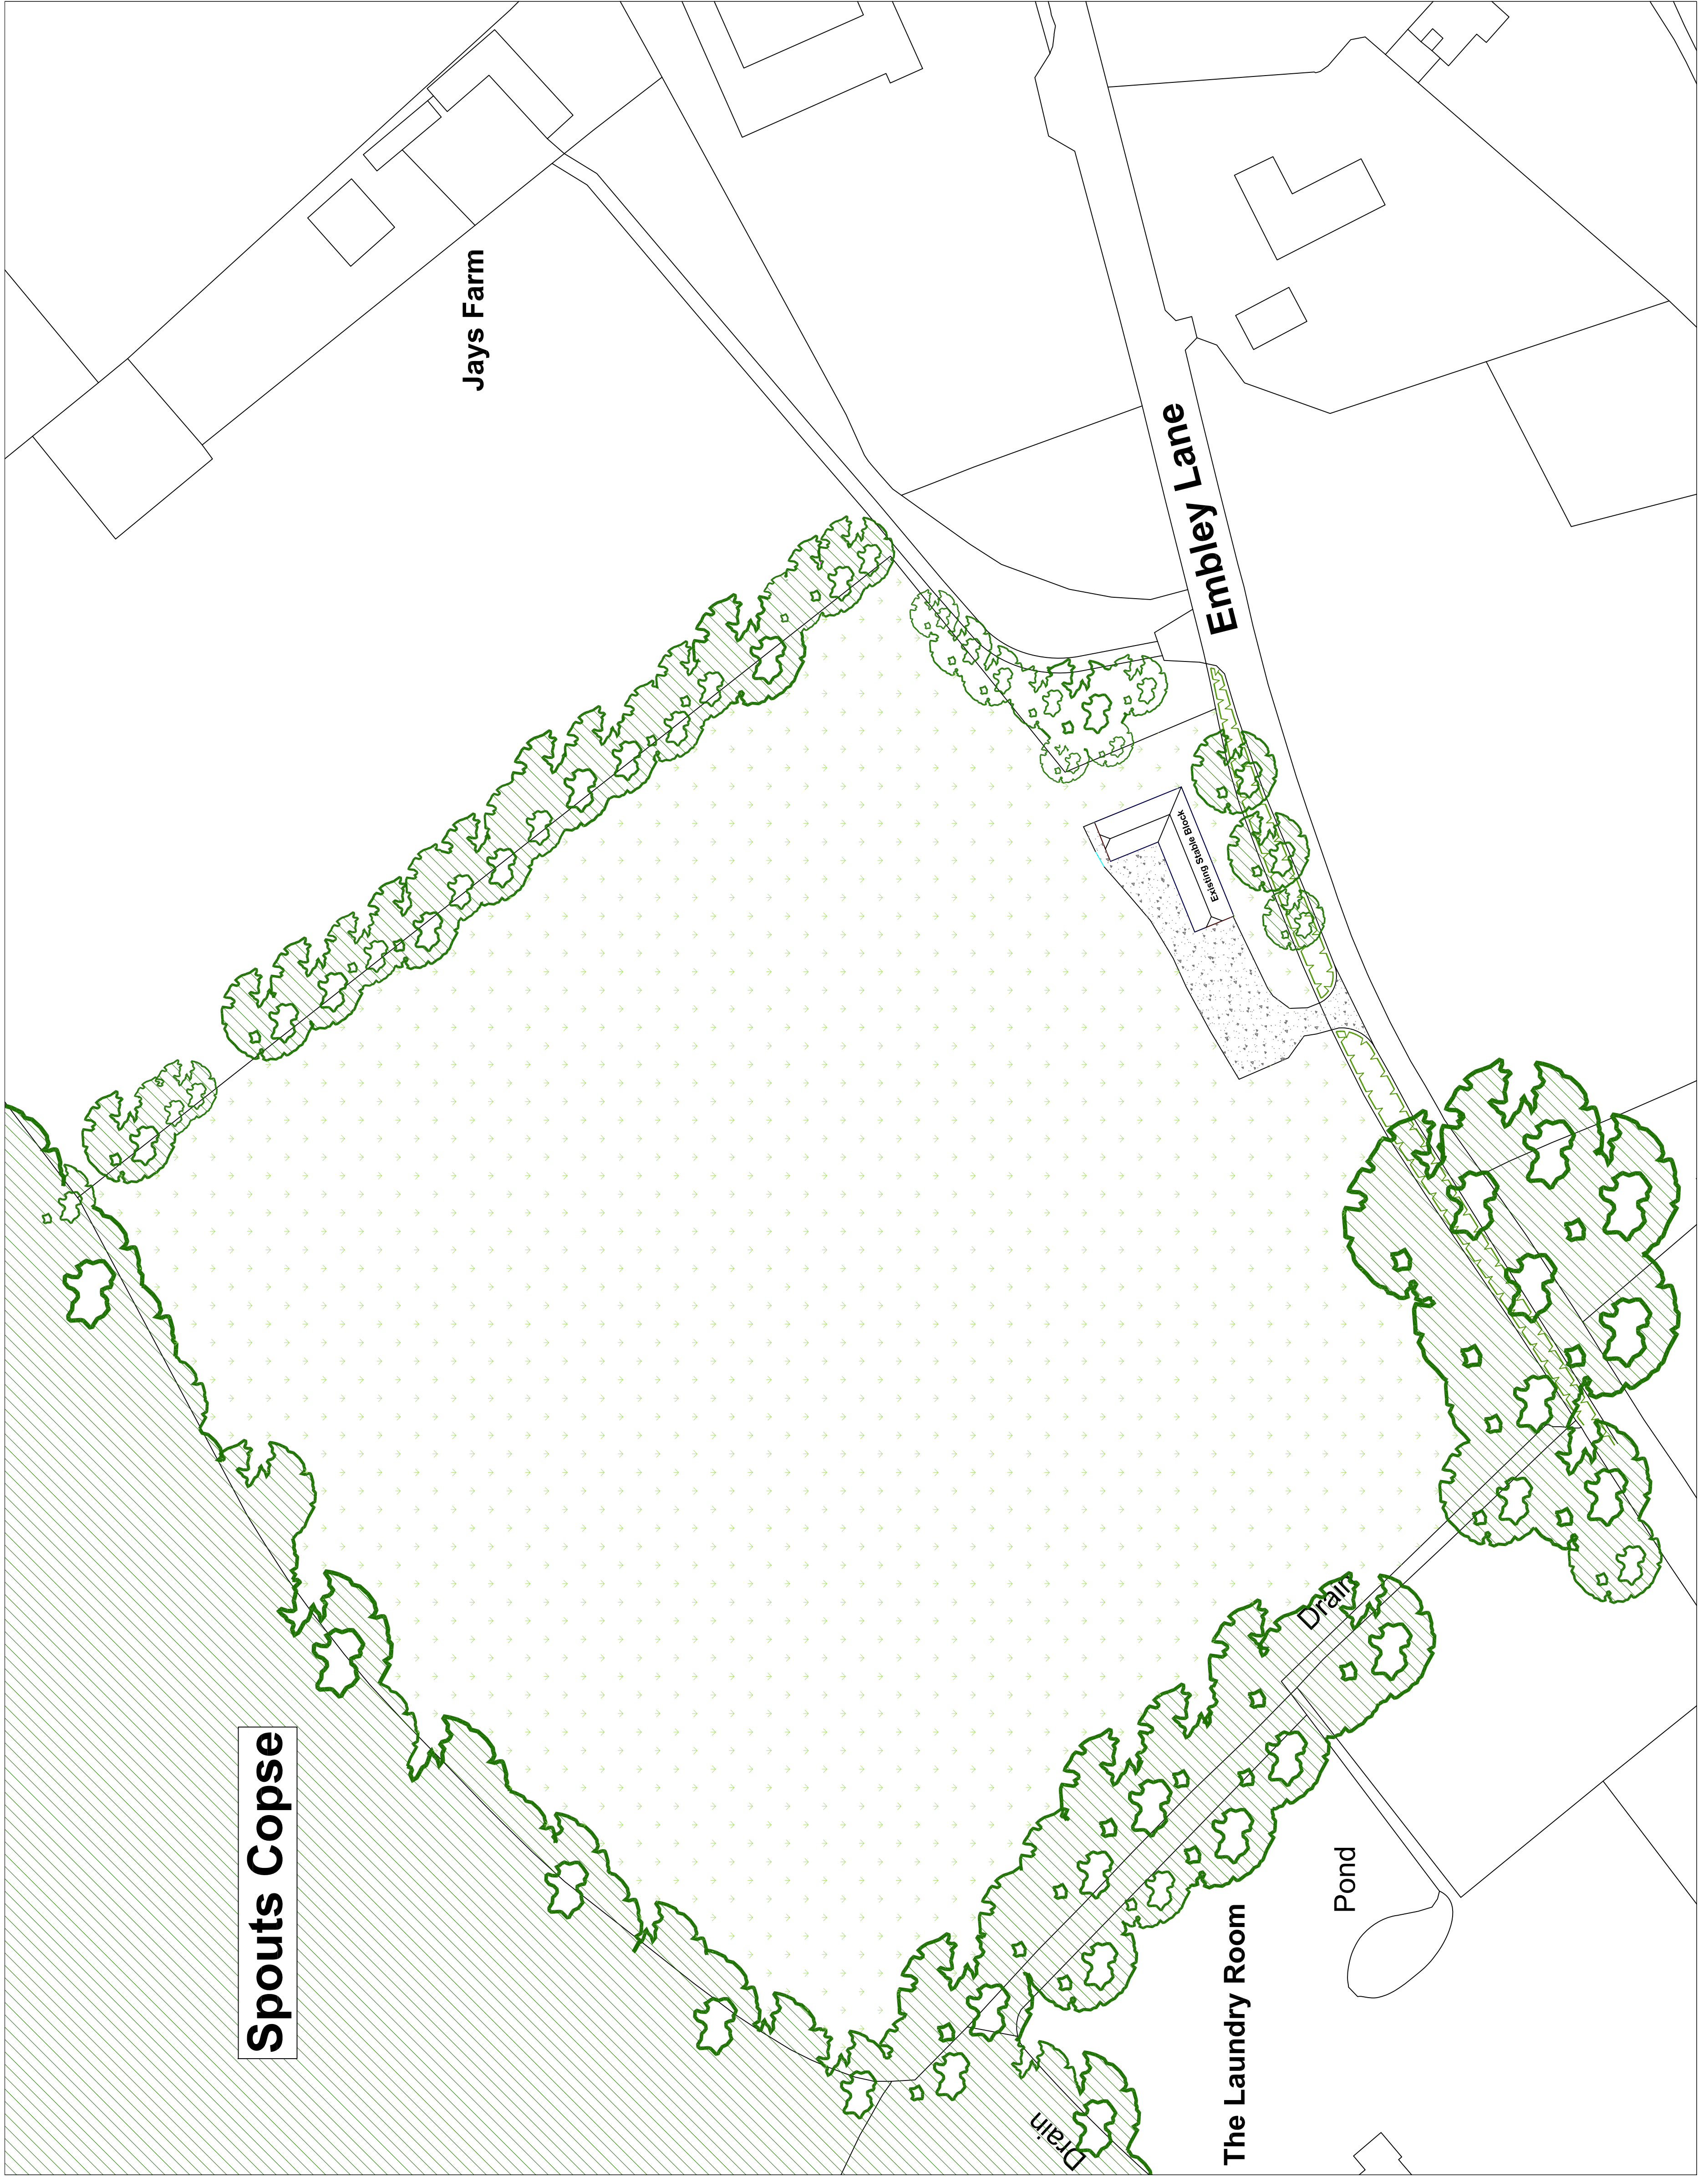 Jays Farm
Embley Lane
Existing Stable Block
Spouts Copse
Drain
Pond
The Laundry Room
Drain